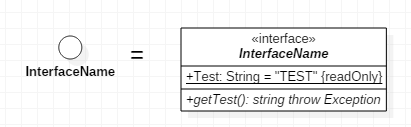 InterfaceName
=
«interface»
InterfaceName
+Test: String = "TEST" {readOnly}
+getTest(): string throw Exception